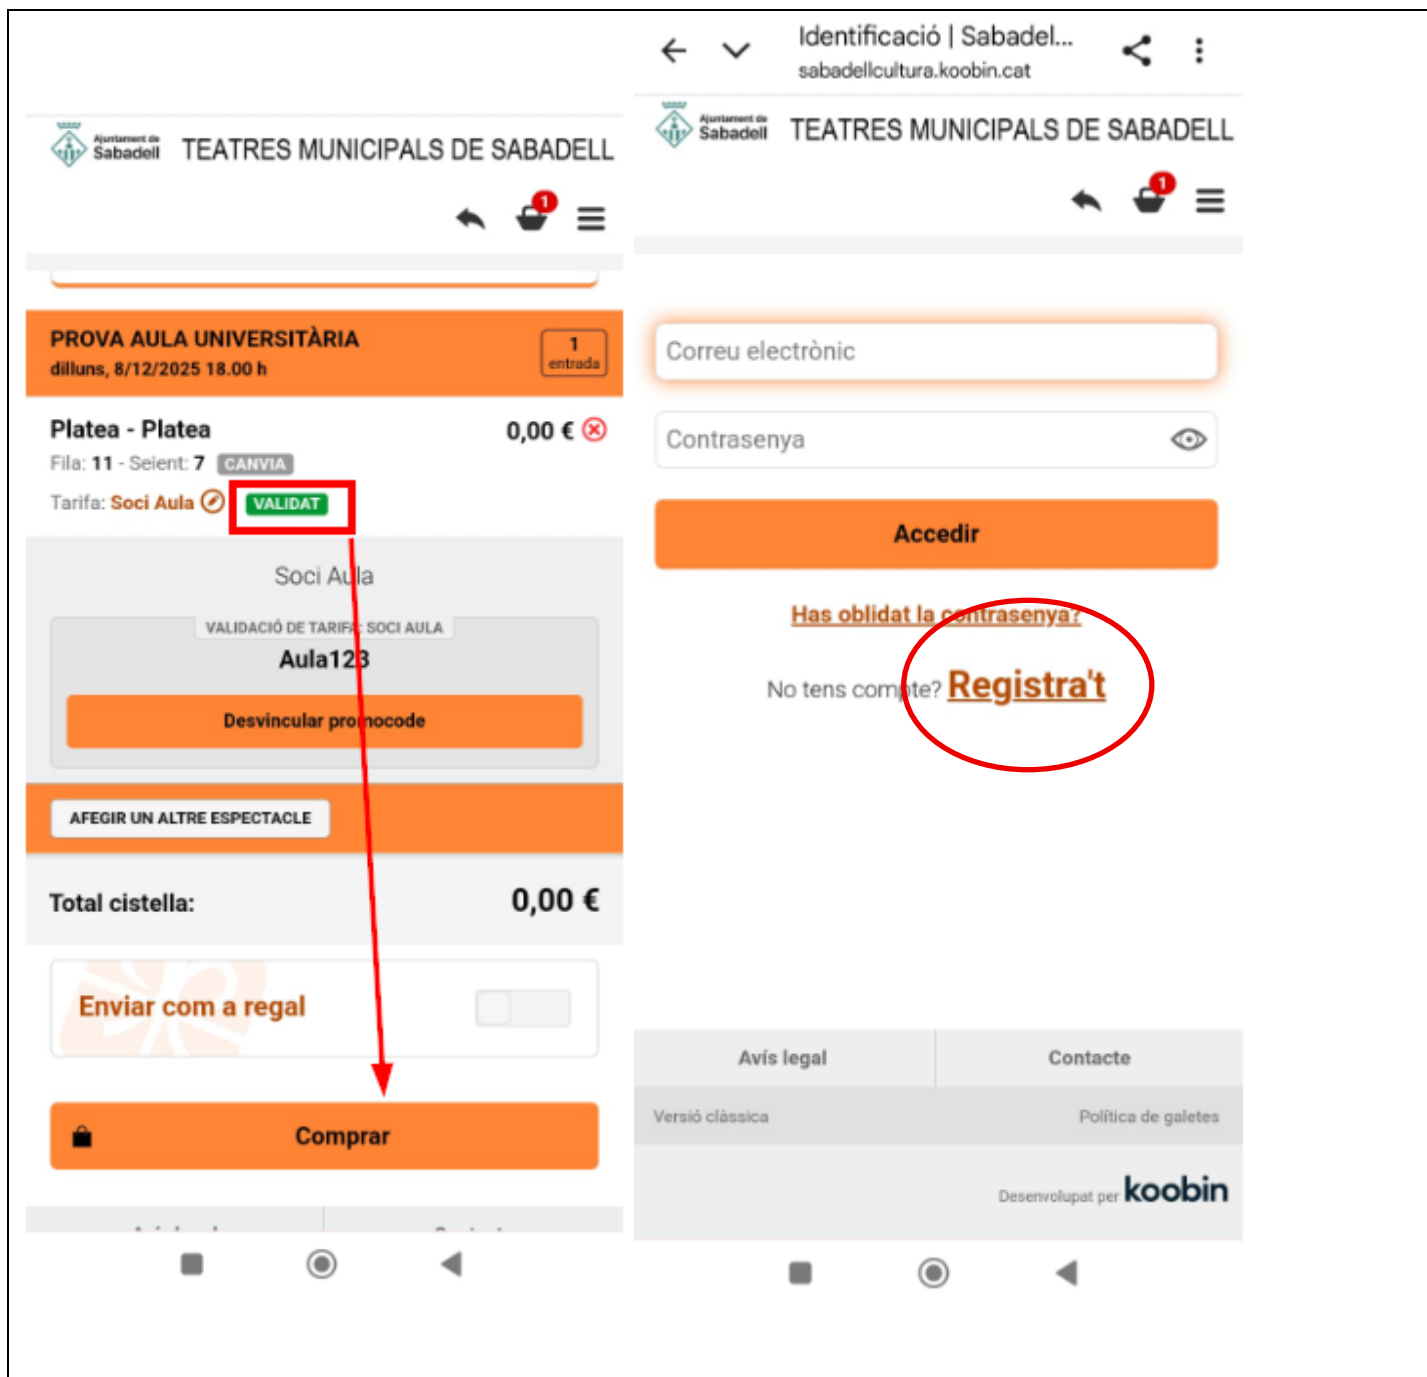 Ajuntament de
Sabadell
TEATRES MUNICIPALS DE SABADELL
1
PROVA AULA UNIVERSITÀRIA
dilluns, 8/12/2025 18.00 h
1
entrada
Platea - Platea
0,00 €
Fila: 11 - Seient: 7 CANVIA
Tarifa: Soci Aula VALIDAT
Soci Aula
VALIDACIÓ DE TARIFA: SOCI AULA
Aula123
Desvincular promocode
AFEGIR UN ALTRE ESPECTACLE
Total cistella: 0,00 €
Enviar com a regal
Comprar
Identificació | Sabadel...
sabadellcultura.koobin.cat
Ajuntament de
Sabadell
TEATRES MUNICIPALS DE SABADELL
1
Correu electrònic
Contrasenya
Accedir
Has oblidat la contrasenya?
No tens compte? Registra't
Avís legal
Contacte
Versió clàssica
Política de galetes
Desenvolupat per koobin